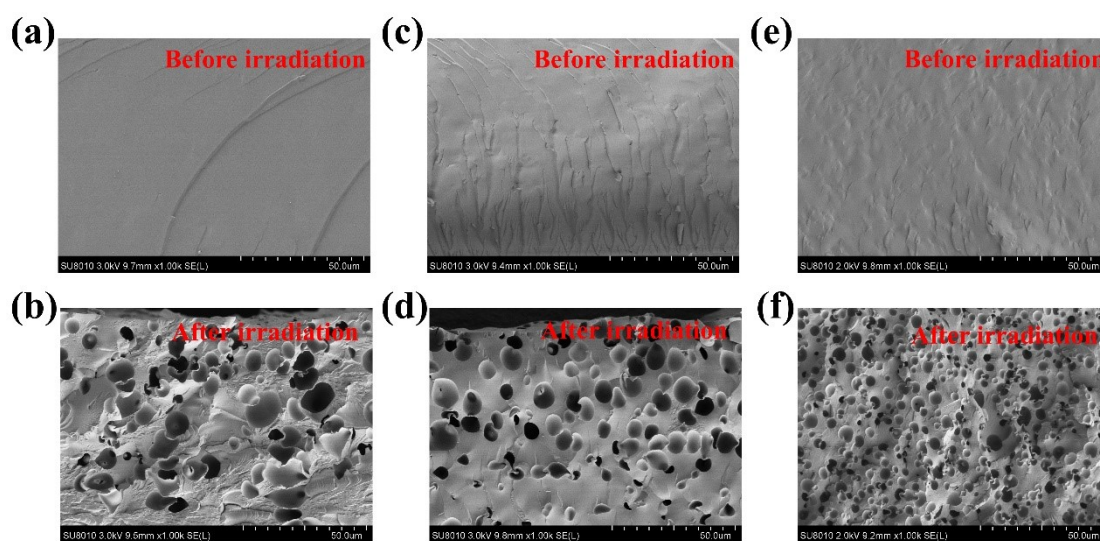 (a)
Before irradiation
SU8010 3.0kV 9.7mm x1.00k SE(L)
50.0um
(c)
Before irradiation
SU8010 3.0kV 9.4mm x1.00k SE(L)
50.0um
(e)
Before irradiation
SU8010 2.0kV 9.8mm x1.00k SE(L)
50.0um
(b)
After irradiation
SU8010 3.0kV 9.5mm x1.00k SE(L)
50.0um
(d)
After irradiation
SU8010 3.0kV 9.8mm x1.00k SE(L)
50.0um
(f)
After irradiation
SU8010 2.0kV 9.2mm x1.00k SE(L)
50.0um